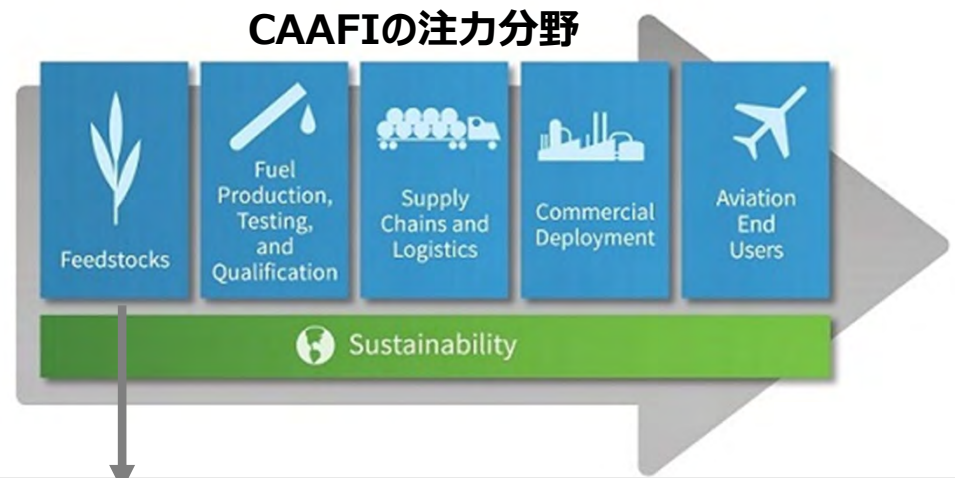 CAAFIの注力分野
Feedstocks
Fuel
Production,
Testing,
and
Qualification
Supply
Chains and
Logistics
Commercial
Deployment
Aviation
End
Users
Sustainability